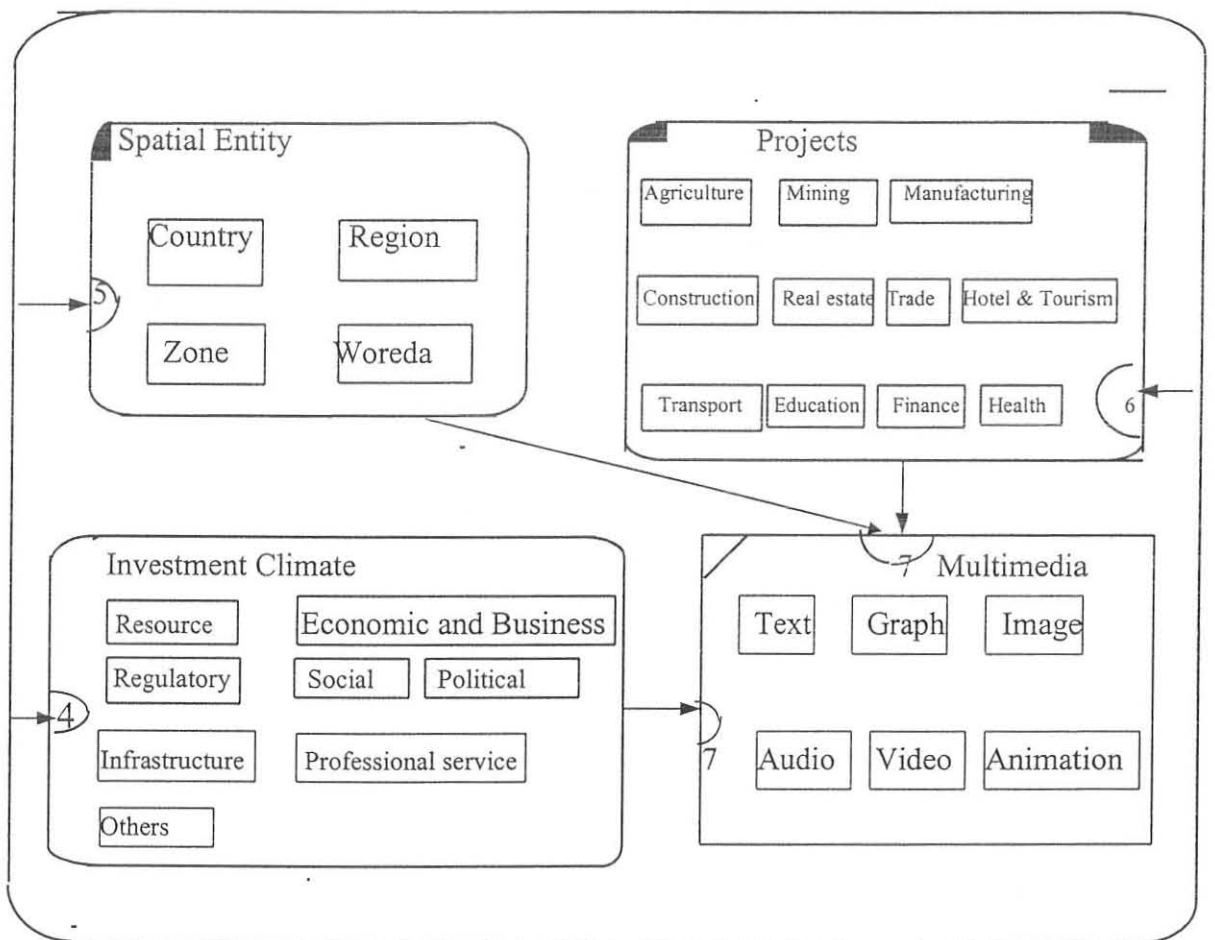 Spatial Entity
Country Region
5
Zone Woreda
Projects
Agriculture Mining Manufacturing
Construction Real estate Trade Hotel & Tourism
Transport Education Finance Health
6
Investment Climate
Resource Economic and Business
Regulatory Social Political
4
Infrastructure Professional service
Others
7 Multimedia
Text Graph Image
7
Audio Video Animation